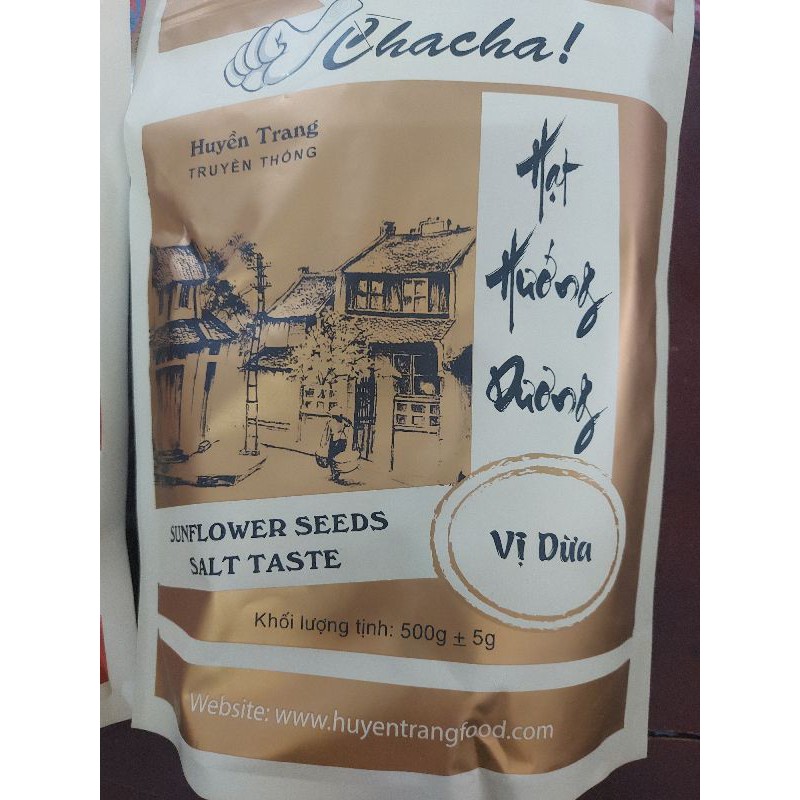 Chacha!
Huyền Trang
TRUYỀN THỐNG
Hạt
Hướng
Dương
SUNFLOWER SEEDS
SALT TASTE
Vị Dừa
Khối lượng tịnh: 500g ± 5g
Website: www.huyentrangfood.com